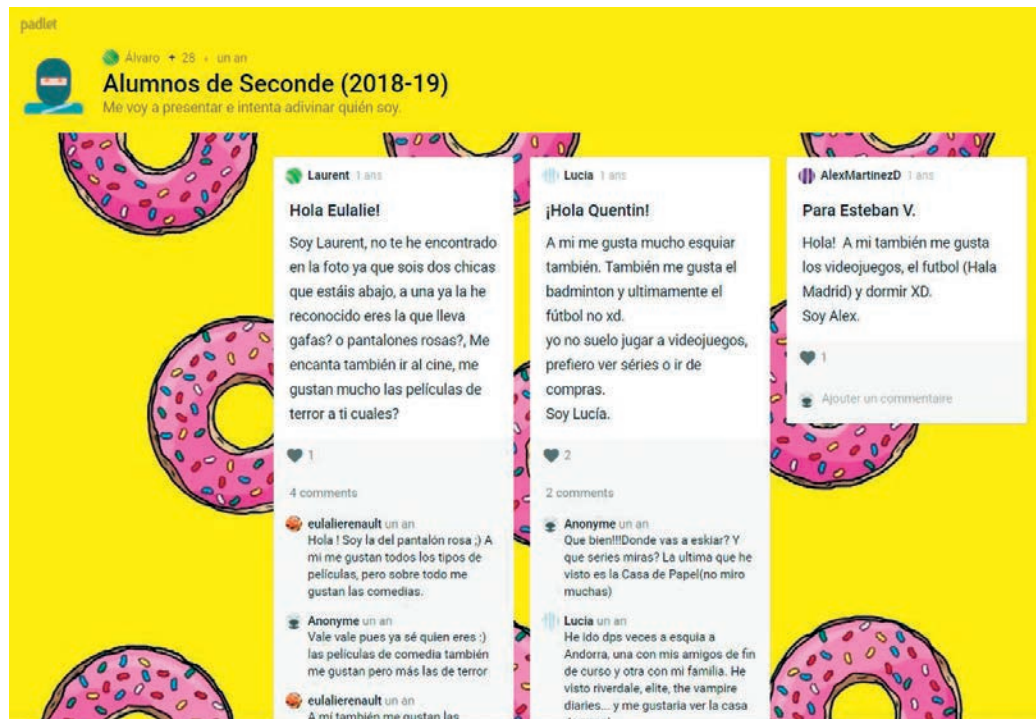 padlet
Álvaro + 28 • un an
Alumnos de Seconde (2018-19)
Me voy a presentar e intenta adivinar quién soy.
Laurent 1 ans
Hola Eulalie!
Soy Laurent, no te he encontrado
en la foto ya que sois dos chicas
que estáis abajo, a una ya la he
reconocido eres la que lleva
gafas? o pantalones rosas?, Me
encanta también ir al cine, me
gustan mucho las películas de
terror a ti cuales?
1
4 comments
eulalierenault un an
Hola ! Soy la del pantalón rosa ;) A
mi me gustan todos los tipos de
películas, pero sobre todo me
gustan las comedias.
Anonyme un an
Vale vale pues ya sé quien eres :)
las películas de comedia también
me gustan pero más las de terror
eulalierenault un an
A mí también me gustan las
Lucia 1 ans
¡Hola Quentin!
A mi me gusta mucho esquiar
también. También me gusta el
badminton y ultimamente el
fútbol no xd.
yo no suelo jugar a videojuegos,
prefiero ver séries o ir de
compras.
Soy Lucía.
2
2 comments
Anonyme un an
Que bien!!!Donde vas a eskiar? Y
que series miras? La ultima que he
visto es la Casa de Papel(no miro
muchas)
Lucia un an
He ido dps veces a esquia a
Andorra, una con mis amigos de fin
de curso y otra con mi familia. He
visto riverdale, elite, the vampire
diaries... y me gustaria ver la casa
AlexMartinezD 1 ans
Para Esteban V.
Hola! A mi también me gusta
los videojuegos, el futbol (Hala
Madrid) y dormir XD.
Soy Alex.
1
Ajouter un commentaire